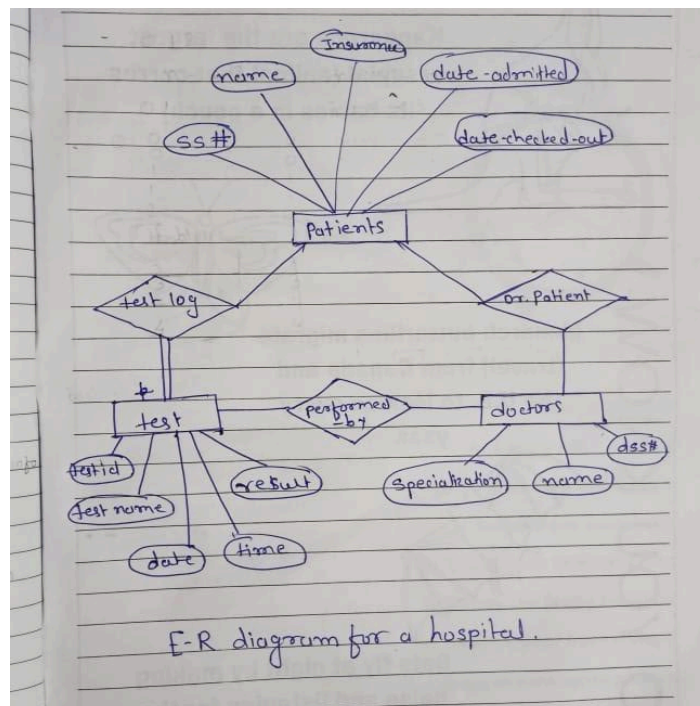 Insurance
name
date-admitted
ss#
date-checked-out
Patients
test log
Dr. Patient
test
performed
-by
doctors
testid
test name
date
time
result
specialization
name
dss#
E-R diagram for a hospital.